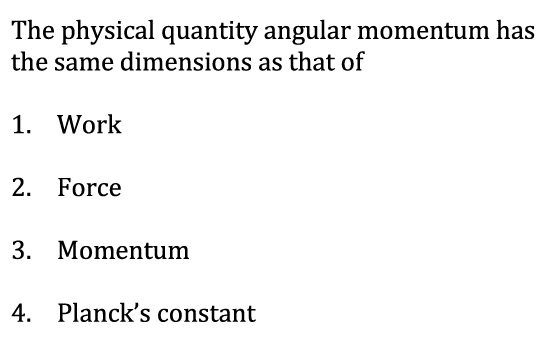 The physical quantity angular momentum has
the same dimensions as that of
1. Work
2. Force
3. Momentum
4. Planck’s constant